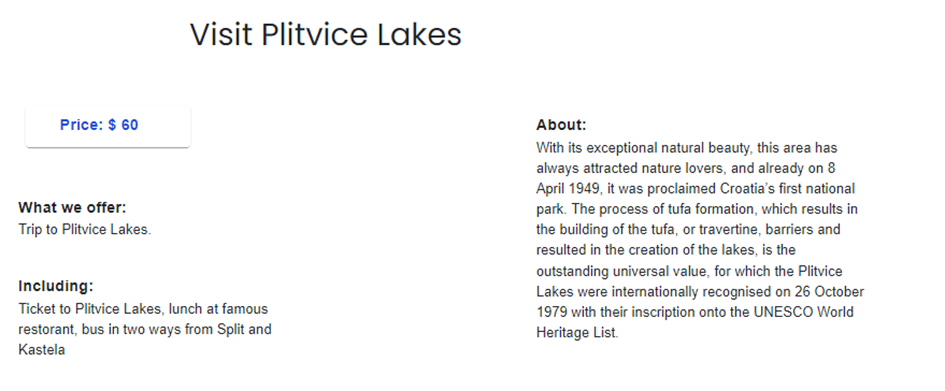 Visit Plitvice Lakes
Price: $ 60
What we offer:
Trip to Plitvice Lakes.
Including:
Ticket to Plitvice Lakes, lunch at famous
restorant, bus in two ways from Split and
Kastela
About:
With its exceptional natural beauty, this area has
always attracted nature lovers, and already on 8
April 1949, it was proclaimed Croatia's first national
park. The process of tufa formation, which results in
the building of the tufa, or travertine, barriers and
resulted in the creation of the lakes, is the
outstanding universal value, for which the Plitvice
Lakes were internationally recognised on 26 October
1979 with their inscription onto the UNESCO World
Heritage List.